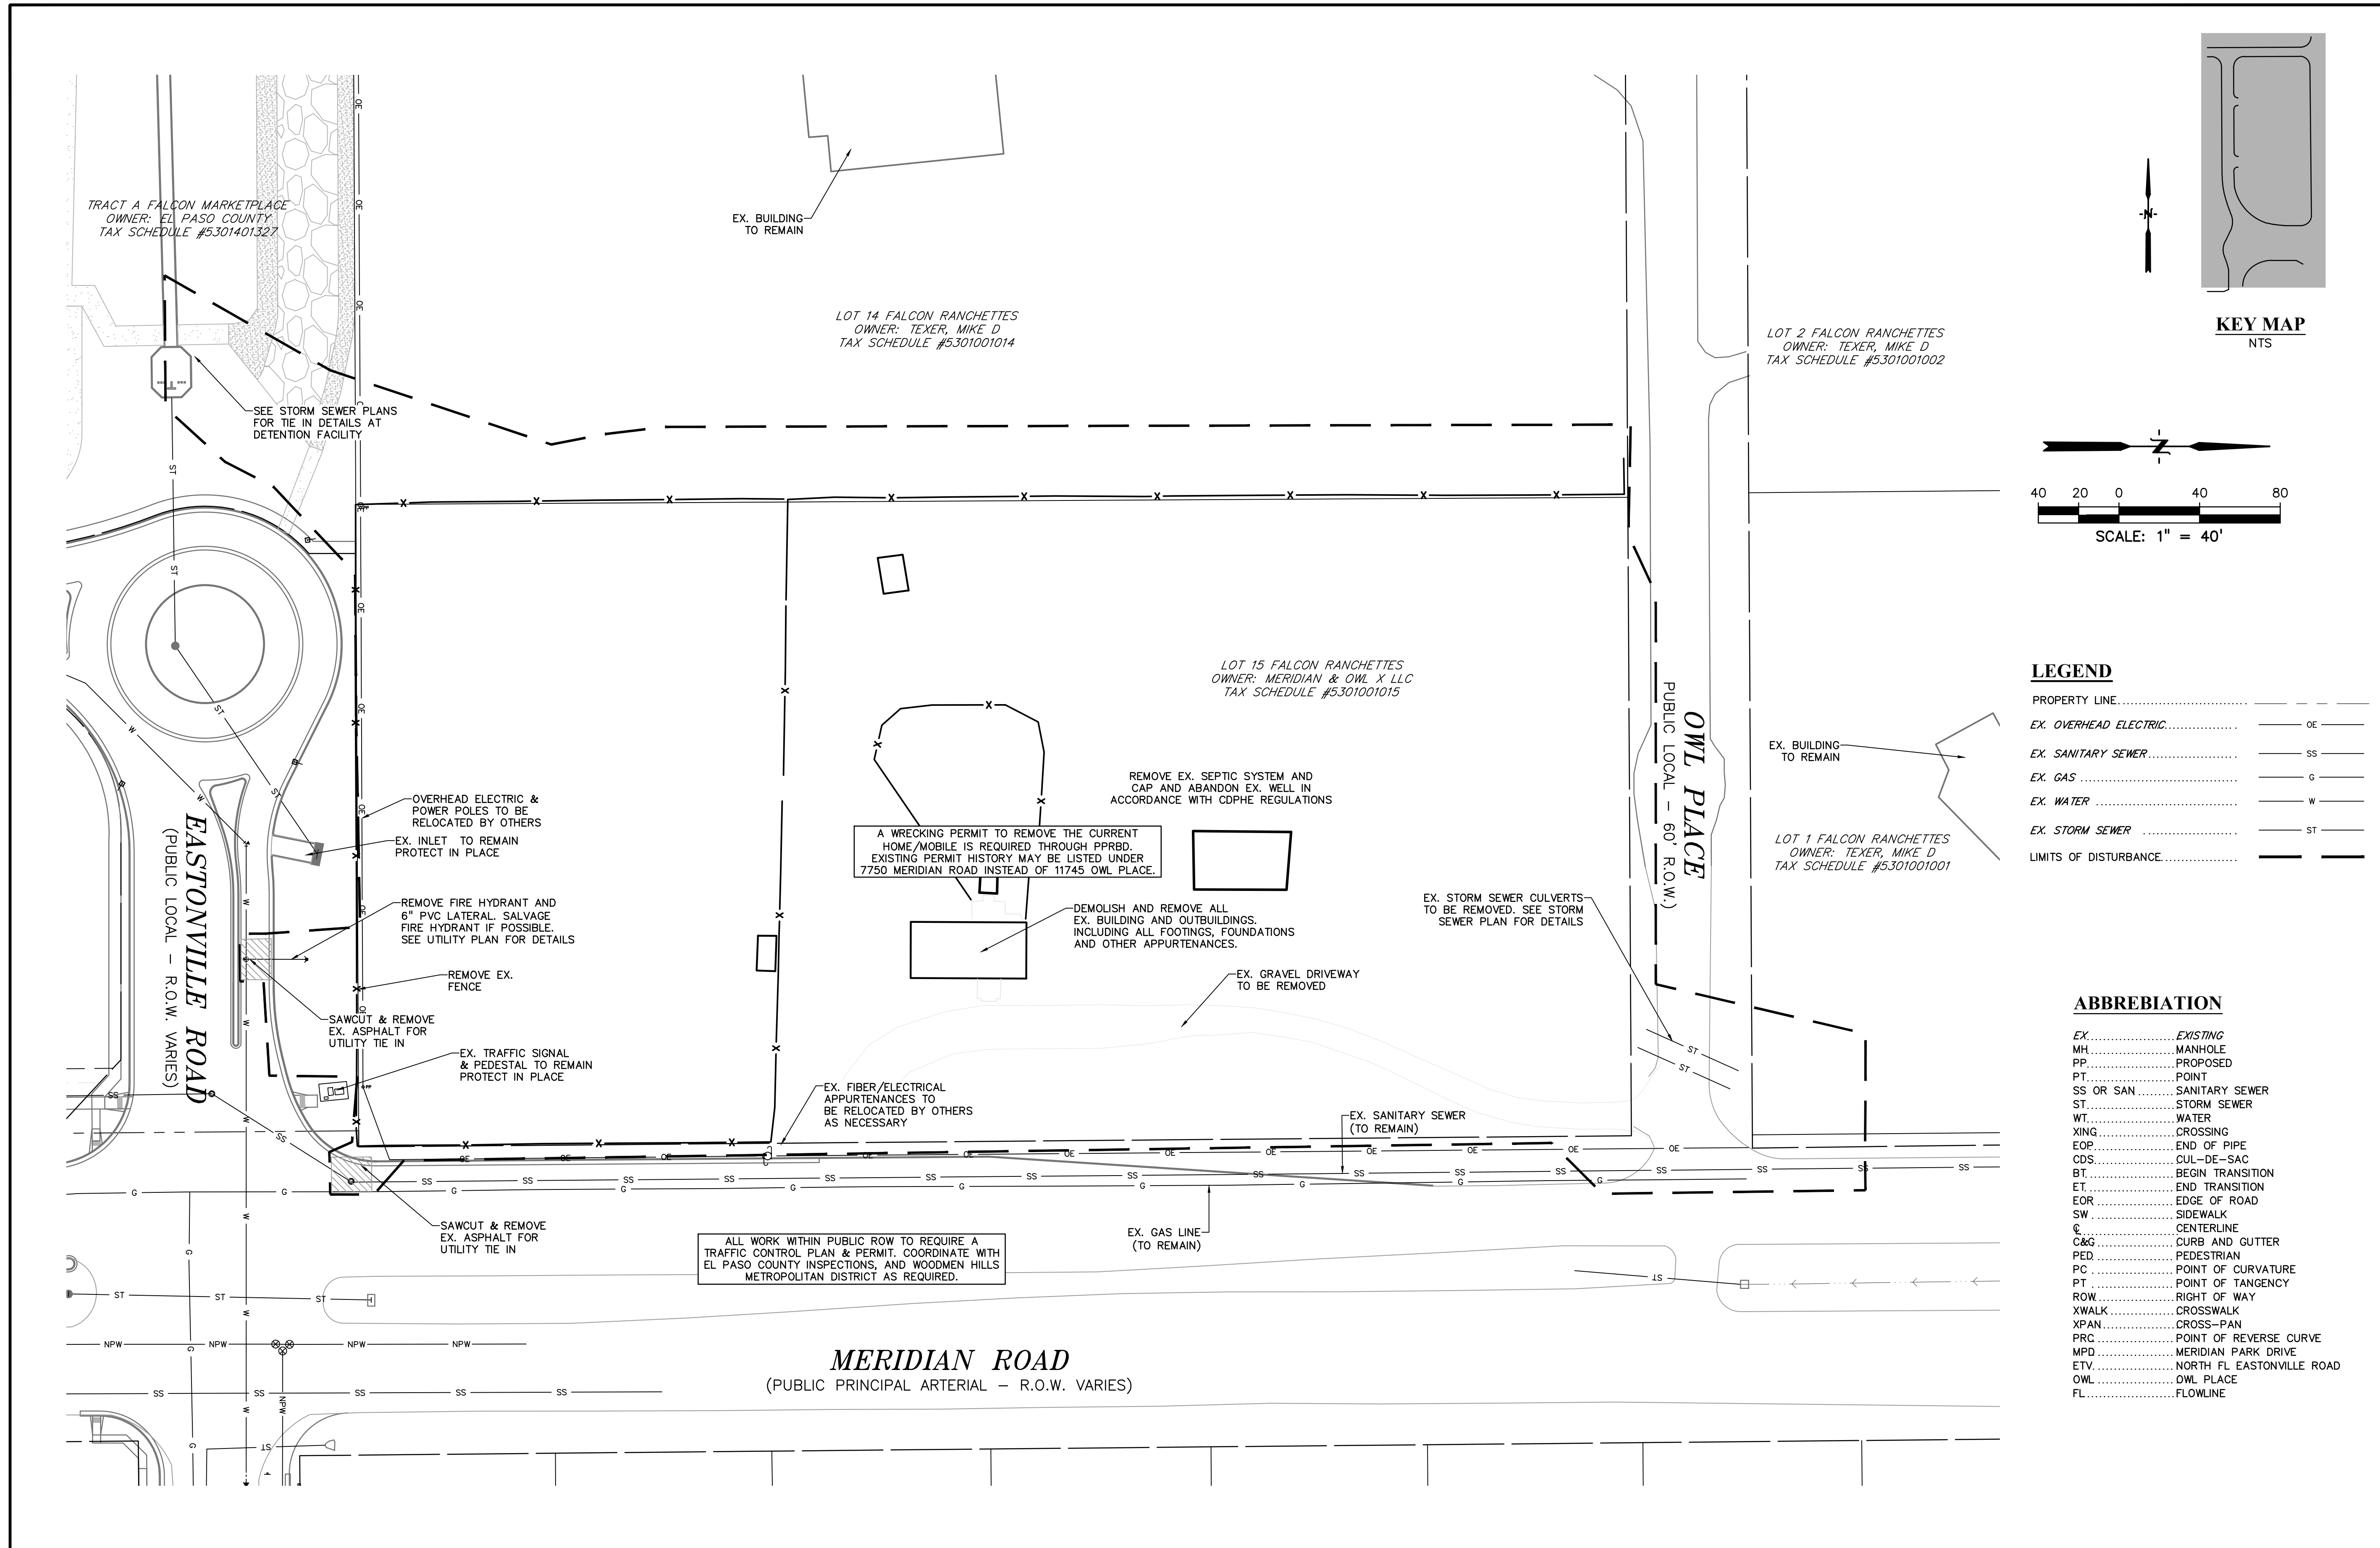 TRACT A FALCON MARKETPLACE
OWNER: EL PASO COUNTY
TAX SCHEDULE #5301401327
EX. BUILDING
TO REMAIN
LOT 14 FALCON RANCHETTES
OWNER: TEXER, MIKE D
TAX SCHEDULE #5301001014
LOT 2 FALCON RANCHETTES
OWNER: TEXER, MIKE D
TAX SCHEDULE #5301001002
SEE STORM SEWER PLANS
FOR TIE IN DETAILS AT
DETENTION FACILITY
LOT 15 FALCON RANCHETTES
OWNER: MERIDIAN & OWL X LLC
TAX SCHEDULE #5301001015
OWL PLACE
PUBLIC LOCAL - 60' R.O.W.)
EX. BUILDING
TO REMAIN
LOT 1 FALCON RANCHETTES
OWNER: TEXER, MIKE D
TAX SCHEDULE #5301001001
REMOVE EX. SEPTIC SYSTEM AND
CAP AND ABANDON EX. WELL IN
ACCORDANCE WITH CDPHE REGULATIONS
A WRECKING PERMIT TO REMOVE THE CURRENT
HOME/MOBILE IS REQUIRED THROUGH PPRBD.
EXISTING PERMIT HISTORY MAY BE LISTED UNDER
7750 MERIDIAN ROAD INSTEAD OF 11745 OWL PLACE.
OVERHEAD ELECTRIC &
POWER POLES TO BE
RELOCATED BY OTHERS
EX. INLET TO REMAIN
PROTECT IN PLACE
REMOVE FIRE HYDRANT AND
6" PVC LATERAL. SALVAGE
FIRE HYDRANT IF POSSIBLE.
SEE UTILITY PLAN FOR DETAILS
REMOVE EX.
FENCE
SAWCUT & REMOVE
EX. ASPHALT FOR
UTILITY TIE IN
EX. TRAFFIC SIGNAL
& PEDESTAL TO REMAIN
PROTECT IN PLACE
EASTONVILLE ROAD
(PUBLIC LOCAL - R.O.W. VARIES)
DEMOLISH AND REMOVE ALL
EX. BUILDING AND OUTBUILDINGS.
INCLUDING ALL FOOTINGS, FOUNDATIONS
AND OTHER APPURTENANCES.
EX. STORM SEWER CULVERTS
TO BE REMOVED. SEE STORM
SEWER PLAN FOR DETAILS
EX. GRAVEL DRIVEWAY
TO BE REMOVED
EX. FIBER/ELECTRICAL
APPURTENANCES TO
BE RELOCATED BY OTHERS
AS NECESSARY
EX. SANITARY SEWER
(TO REMAIN)
SAWCUT & REMOVE
EX. ASPHALT FOR
UTILITY TIE IN
ALL WORK WITHIN PUBLIC ROW TO REQUIRE A
TRAFFIC CONTROL PLAN & PERMIT. COORDINATE WITH
EL PASO COUNTY INSPECTIONS, AND WOODMEN HILLS
METROPOLITAN DISTRICT AS REQUIRED.
EX. GAS LINE
(TO REMAIN)
MERIDIAN ROAD
(PUBLIC PRINCIPAL ARTERIAL - R.O.W. VARIES)
N
KEY MAP
NTS
N
40 20 0 40 80
SCALE: 1" = 40'
LEGEND
PROPERTY LINE
EX. OVERHEAD ELECTRIC OE
EX. SANITARY SEWER SS
EX. GAS G
EX. WATER W
EX. STORM SEWER ST
LIMITS OF DISTURBANCE
ABBREBIATION
EX. EXISTING
MH MANHOLE
PP PROPOSED
PT POINT
SS OR SAN SANITARY SEWER
ST STORM SEWER
WT WATER
XING CROSSING
EOP END OF PIPE
CDS CUL-DE-SAC
BT BEGIN TRANSITION
ET END TRANSITION
EOR EDGE OF ROAD
SW SIDEWALK
℄ CENTERLINE
C&G CURB AND GUTTER
PED PEDESTRIAN
PC POINT OF CURVATURE
PT POINT OF TANGENCY
ROW RIGHT OF WAY
XWALK CROSSWALK
XPAN CROSS-PAN
PRC POINT OF REVERSE CURVE
MPD MERIDIAN PARK DRIVE
ETV NORTH FL EASTONVILLE ROAD
OWL OWL PLACE
FL FLOWLINE